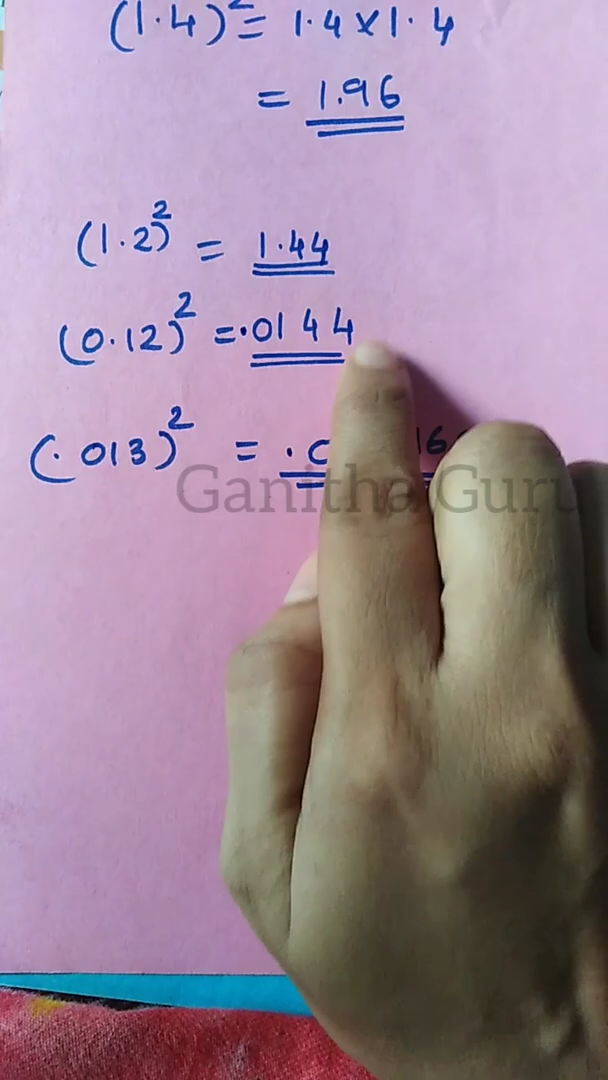 (1.4)² = 1.4 x 1.4
= 1.96
(1.2)² = 1.44
(0.12)² = .0144
(.013)² =
Ganitha Guru